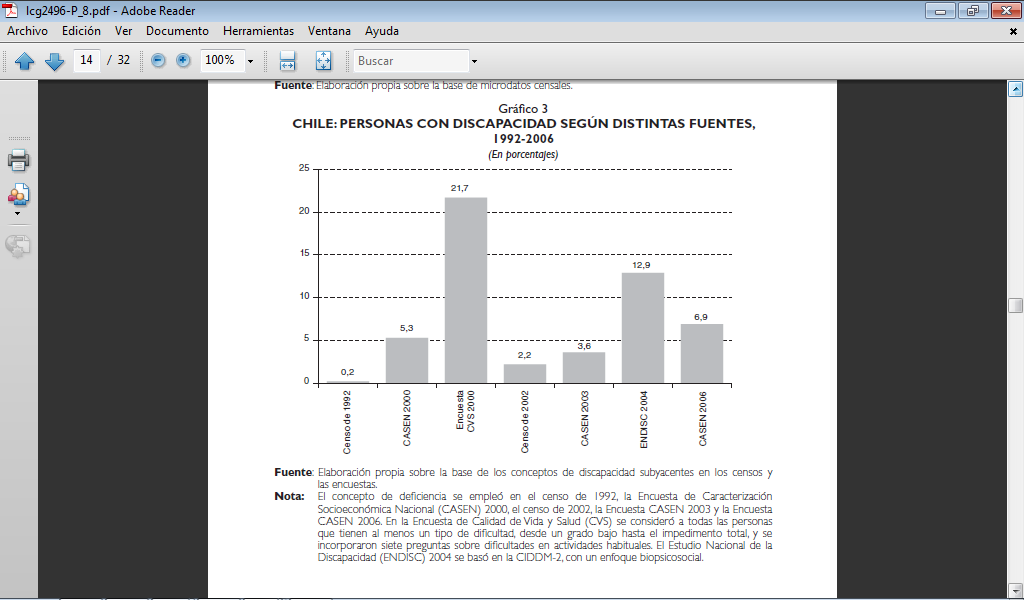 lcg2496-P_8.pdf - Adobe Reader
Archivo Edición Ver Documento Herramientas Ventana Ayuda
14 / 32 100% Buscar
Fuente: Elaboración propia sobre la base de microdatos censales.
Gráfico 3
CHILE: PERSONAS CON DISCAPACIDAD SEGÚN DISTINTAS FUENTES,
1992-2006
(En porcentajes)
25
20
15
10
5
0
0,2
5,3
21,7
2,2
3,6
12,9
6,9
Censo de 1992
CASEN 2000
Encuesta
CVS 2000
Censo de 2002
CASEN 2003
ENDISC 2004
CASEN 2006
Fuente: Elaboración propia sobre la base de los conceptos de discapacidad subyacentes en los censos y
las encuestas.
Nota: El concepto de deficiencia se empleó en el censo de 1992, la Encuesta de Caracterización
Socioeconómica Nacional (CASEN) 2000, el censo de 2002, la Encuesta CASEN 2003 y la Encuesta
CASEN 2006. En la Encuesta de Calidad de Vida y Salud (CVS) se consideró a todas las personas
que tienen al menos un tipo de dificultad, desde un grado bajo hasta el impedimento total, y se
incorporaron siete preguntas sobre dificultades en actividades habituales. El Estudio Nacional de la
Discapacidad (ENDISC) 2004 se basó en la CIDDM-2, con un enfoque biopsicosocial.